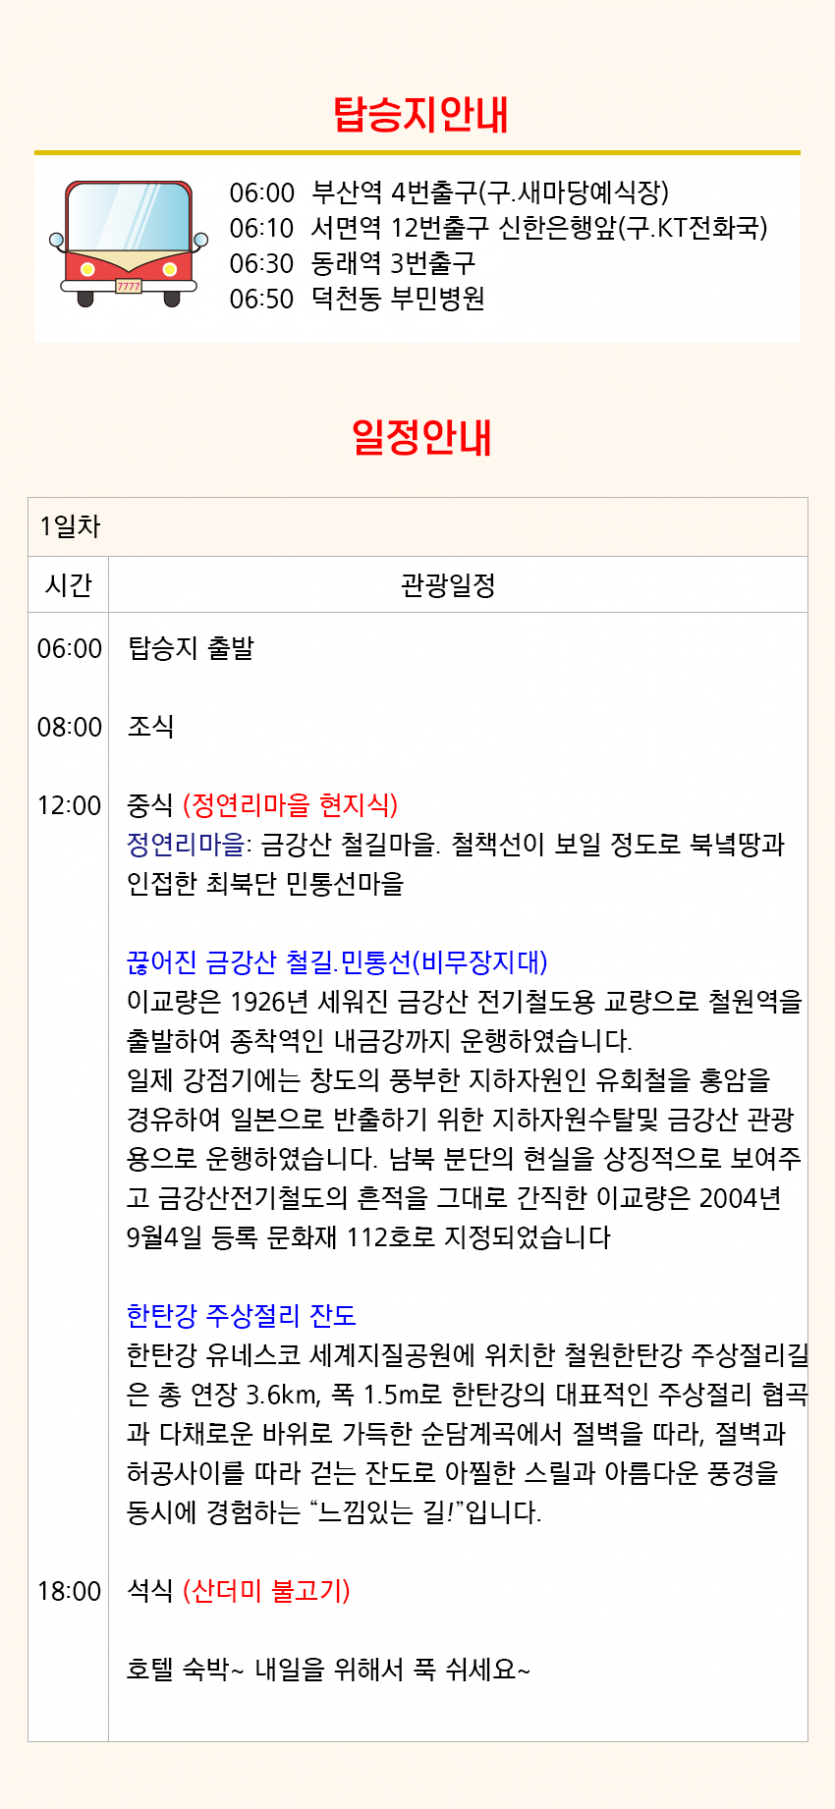 탑승지안내
06:00 부산역 4번출구(구.새마당예식장)
06:10 서면역 12번출구 신한은행앞(구.KT전화국)
06:30 동래역 3번출구
06:50 덕천동 부민병원
7777
일정안내
1일차
시간 관광일정
06:00 탑승지 출발
08:00 조식
12:00 중식 (정연리마을 현지식)
정연리마을: 금강산 철길마을. 철책선이 보일 정도로 북녘땅과
인접한 최북단 민통선마을
끊어진 금강산 철길.민통선(비무장지대)
이교량은 1926년 세워진 금강산 전기철도용 교량으로 철원역을
출발하여 종착역인 내금강까지 운행하였습니다.
일제 강점기에는 창도의 풍부한 지하자원인 유회철을 홍암을
경유하여 일본으로 반출하기 위한 지하자원수탈및 금강산 관광
용으로 운행하였습니다. 남북 분단의 현실을 상징적으로 보여주
고 금강산전기철도의 흔적을 그대로 간직한 이교량은 2004년
9월4일 등록 문화재 112호로 지정되었습니다
한탄강 주상절리 잔도
한탄강 유네스코 세계지질공원에 위치한 철원한탄강 주상절리길
은 총 연장 3.6km, 폭 1.5m로 한탄강의 대표적인 주상절리 협곡
과 다채로운 바위로 가득한 순담계곡에서 절벽을 따라, 절벽과
허공사이를 따라 걷는 잔도로 아찔한 스릴과 아름다운 풍경을
동시에 경험하는 “느낌있는 길!”입니다.
18:00 석식 (산더미 불고기)
호텔 숙박~ 내일을 위해서 푹 쉬세요~